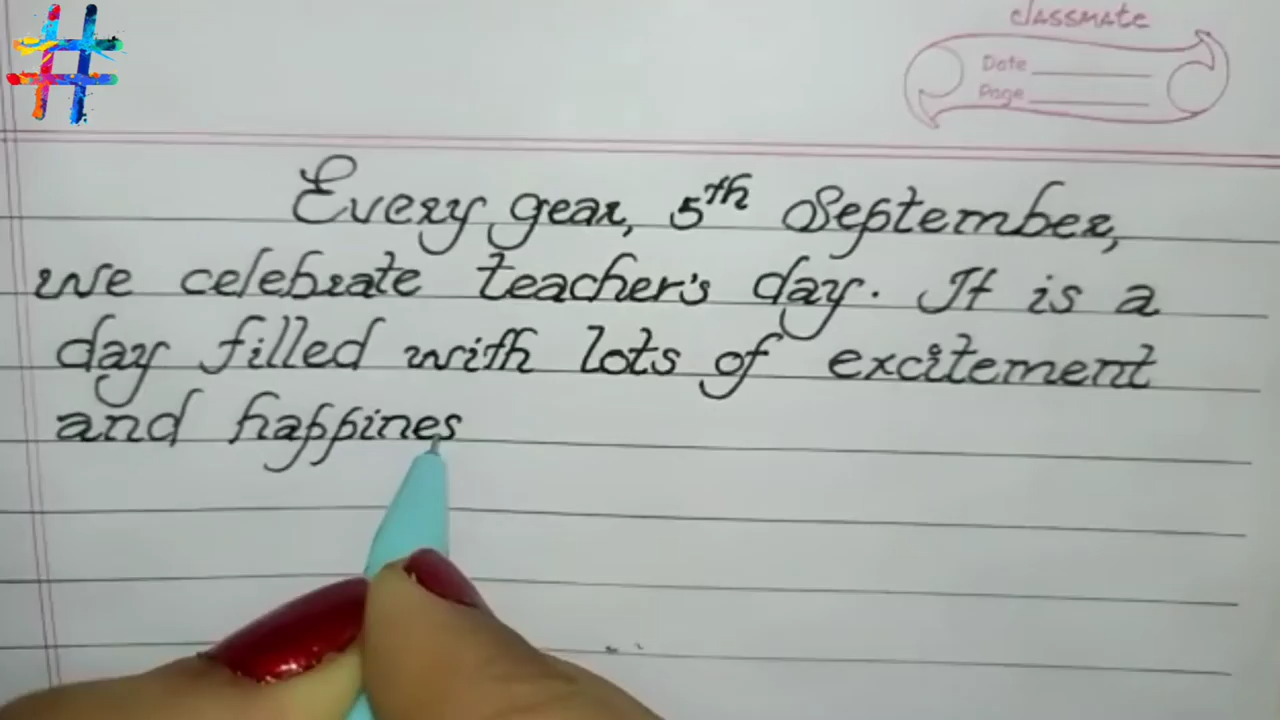 classmate
Date
Page
Every year, 5th September,
we celebrate teacher's day. It is a
day filled with lots of excitement
and happines